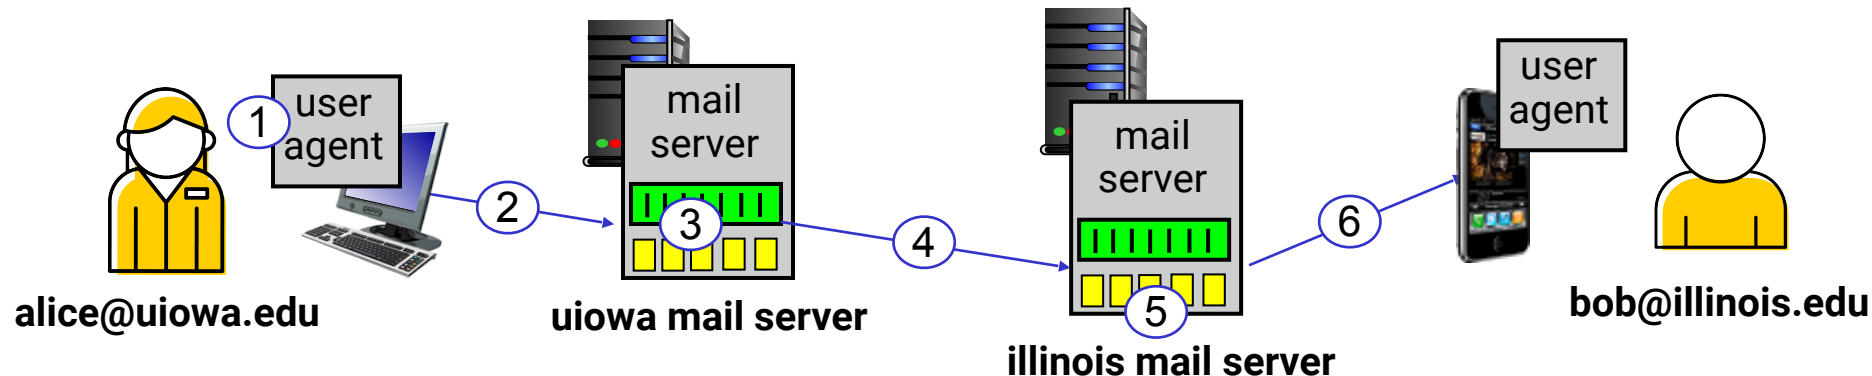 1
user
agent
2
mail
server
3
4
mail
server
5
6
user
agent
alice@uiowa.edu
uiowa mail server
illinois mail server
bob@illinois.edu